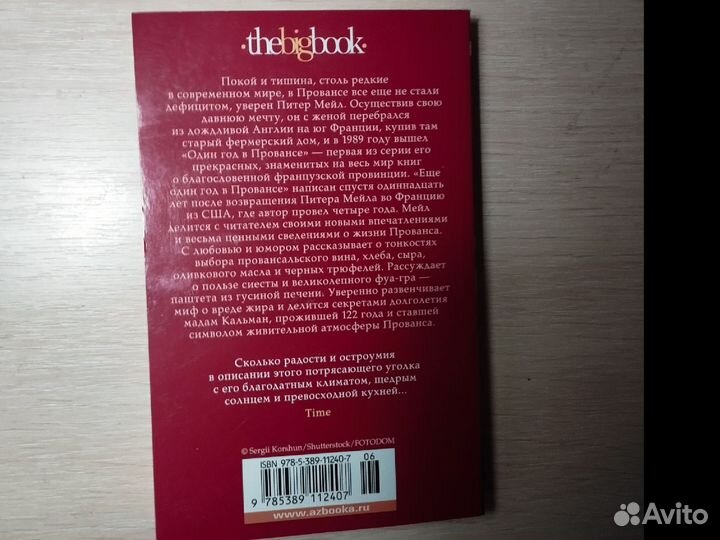 ·thebigbook·
Покой и тишина, столь редкие
в современном мире, в Провансе все еще не стали
дефицитом, уверен Питер Мейл. Осуществив свою
давнюю мечту, он с женой перебрался
из дождливой Англии на юг Франции, купив там
старый фермерский дом, и в 1989 году вышел
«Один год в Провансе» — первая из серии его
прекрасных, знаменитых на весь мир книг
о благословенной французской провинции. «Еще
один год в Провансе» написан спустя одиннадцать
лет после возвращения Питера Мейла во Францию
из США, где автор провел четыре года. Мейл
делится с читателем своими новыми впечатлениями
и весьма ценными сведениями о жизни Прованса.
С любовью и юмором рассказывает о тонкостях
выбора провансальского вина, хлеба, сыра,
оливкового масла и черных трюфелей. Рассуждает
о пользе сиесты и великолепного фуа-гра —
паштета из гусиной печени. Уверенно развенчивает
миф о вреде жира и делится секретами долголетия
мадам Кальман, прожившей 122 года и ставшей
символом живительной атмосферы Прованса.
Сколько радости и остроумия
в описании этого потрясающего уголка
с его благодатным климатом, щедрым
солнцем и превосходной кухней...
Time
© Sergii Korshun/Shutterstock/FOTODOM
ISBN 978-5-389-11240-7
06
9 785389 112407
www.azbooka.ru
Avito